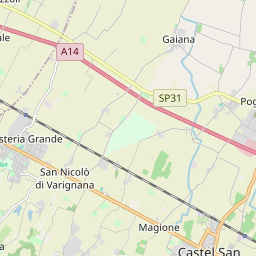 Gaiana
ale
A14
SP31
Pog
steria Grande
San Nicolò
di Varignana
Magione
Castel San